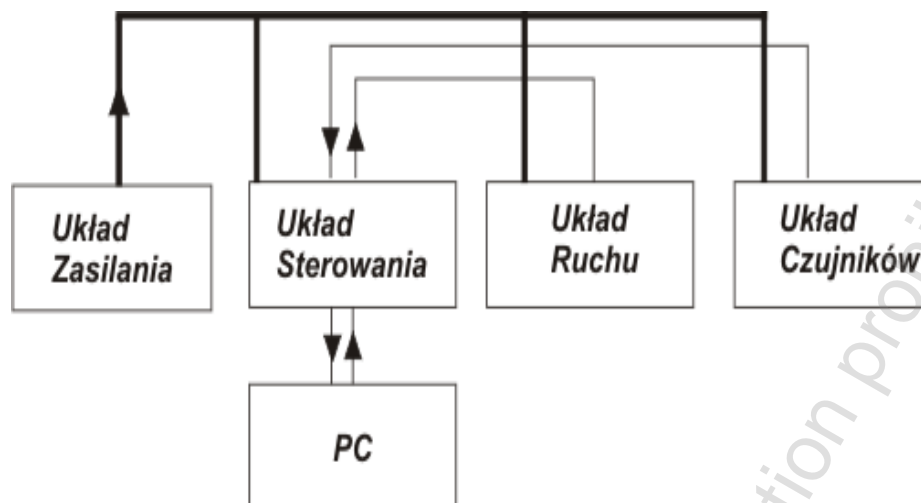 Układ
Zasilania
Układ
Sterowania
Układ
Ruchu
Układ
Czujników
PC